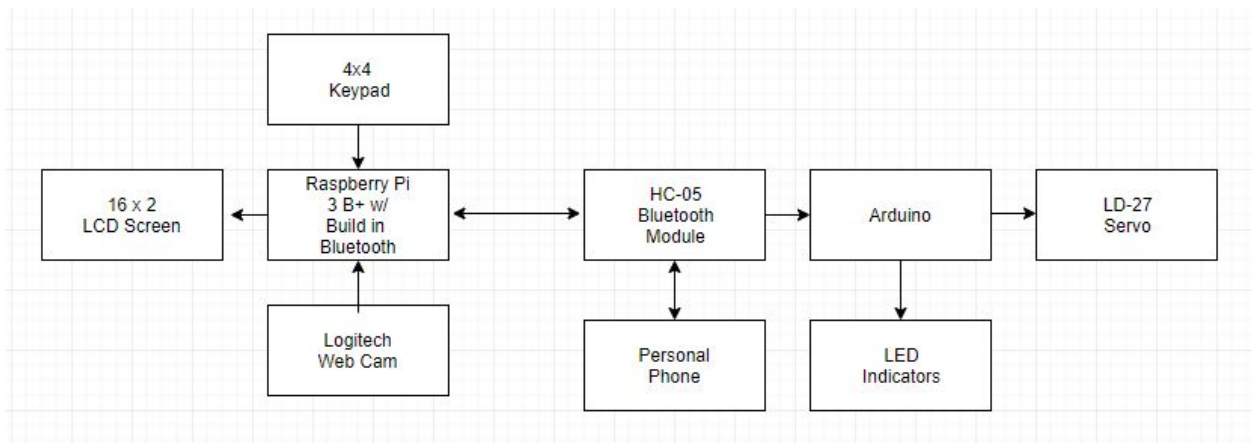 4x4
Keypad
16 x 2
LCD Screen
Raspberry Pi
3 B+ w/
Build in
Bluetooth
HC-05
Bluetooth
Module
Arduino
LD-27
Servo
Logitech
Web Cam
Personal
Phone
LED
Indicators